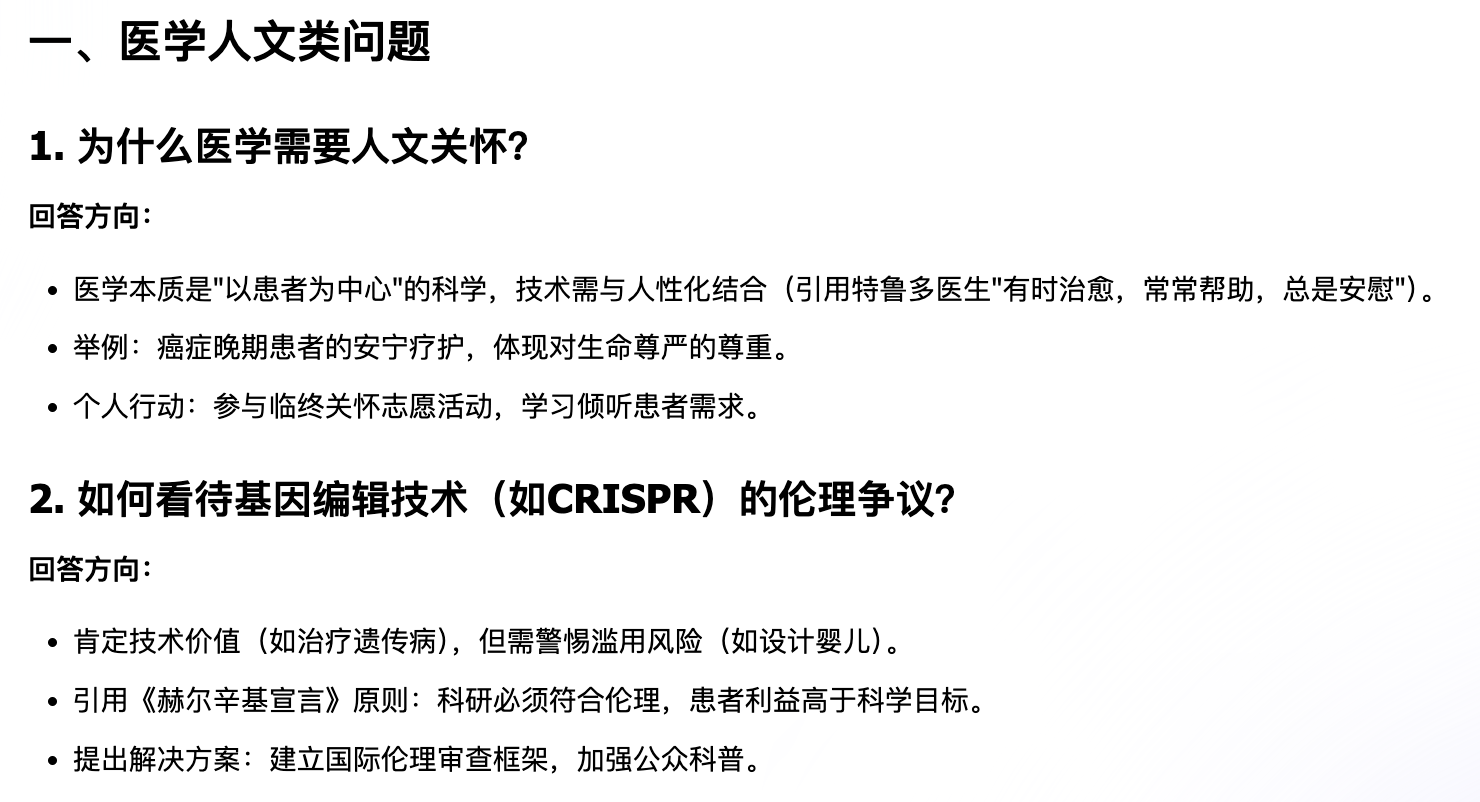 一、医学人文类问题
1. 为什么医学需要人文关怀？
回答方向：
• 医学本质是"以患者为中心"的科学，技术需与人性化结合（引用特鲁多医生"有时治愈，常常帮助，总是安慰"）。
• 举例：癌症晚期患者的安宁疗护，体现对生命尊严的尊重。
• 个人行动：参与临终关怀志愿活动，学习倾听患者需求。
2. 如何看待基因编辑技术（如CRISPR）的伦理争议？
回答方向：
• 肯定技术价值（如治疗遗传病），但需警惕滥用风险（如设计婴儿）。
• 引用《赫尔辛基宣言》原则：科研必须符合伦理，患者利益高于科学目标。
• 提出解决方案：建立国际伦理审查框架，加强公众科普。